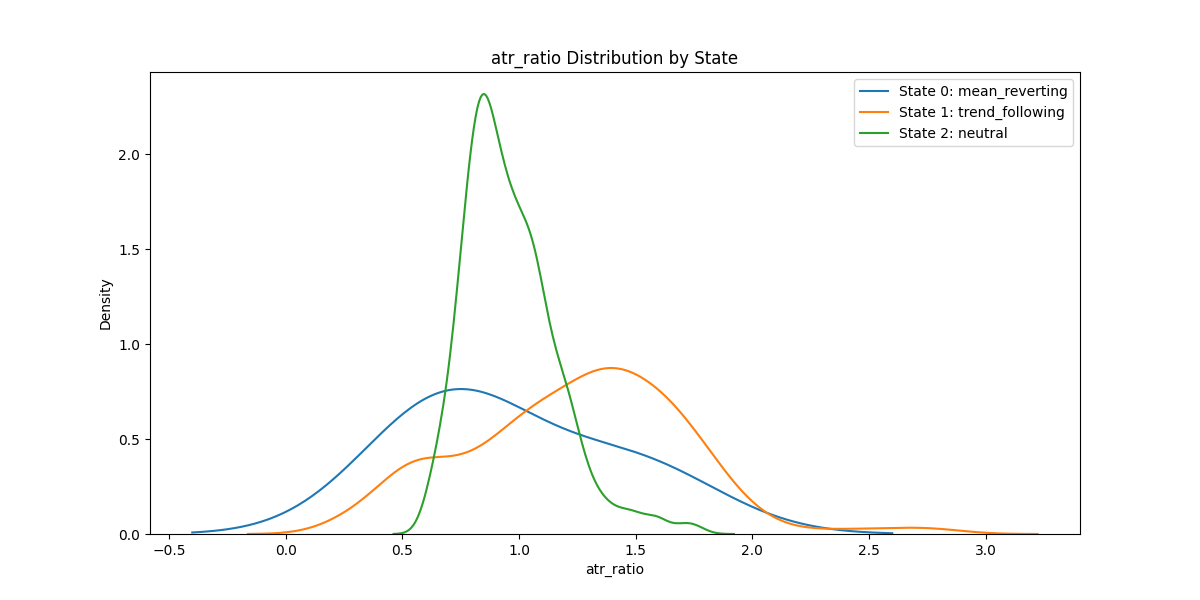 atr_ratio Distribution by State
State 0: mean_reverting
State 1: trend_following
State 2: neutral
Density
2.0
1.5
1.0
0.5
0.0
−0.5 0.0 0.5 1.0 1.5 2.0 2.5 3.0
atr_ratio